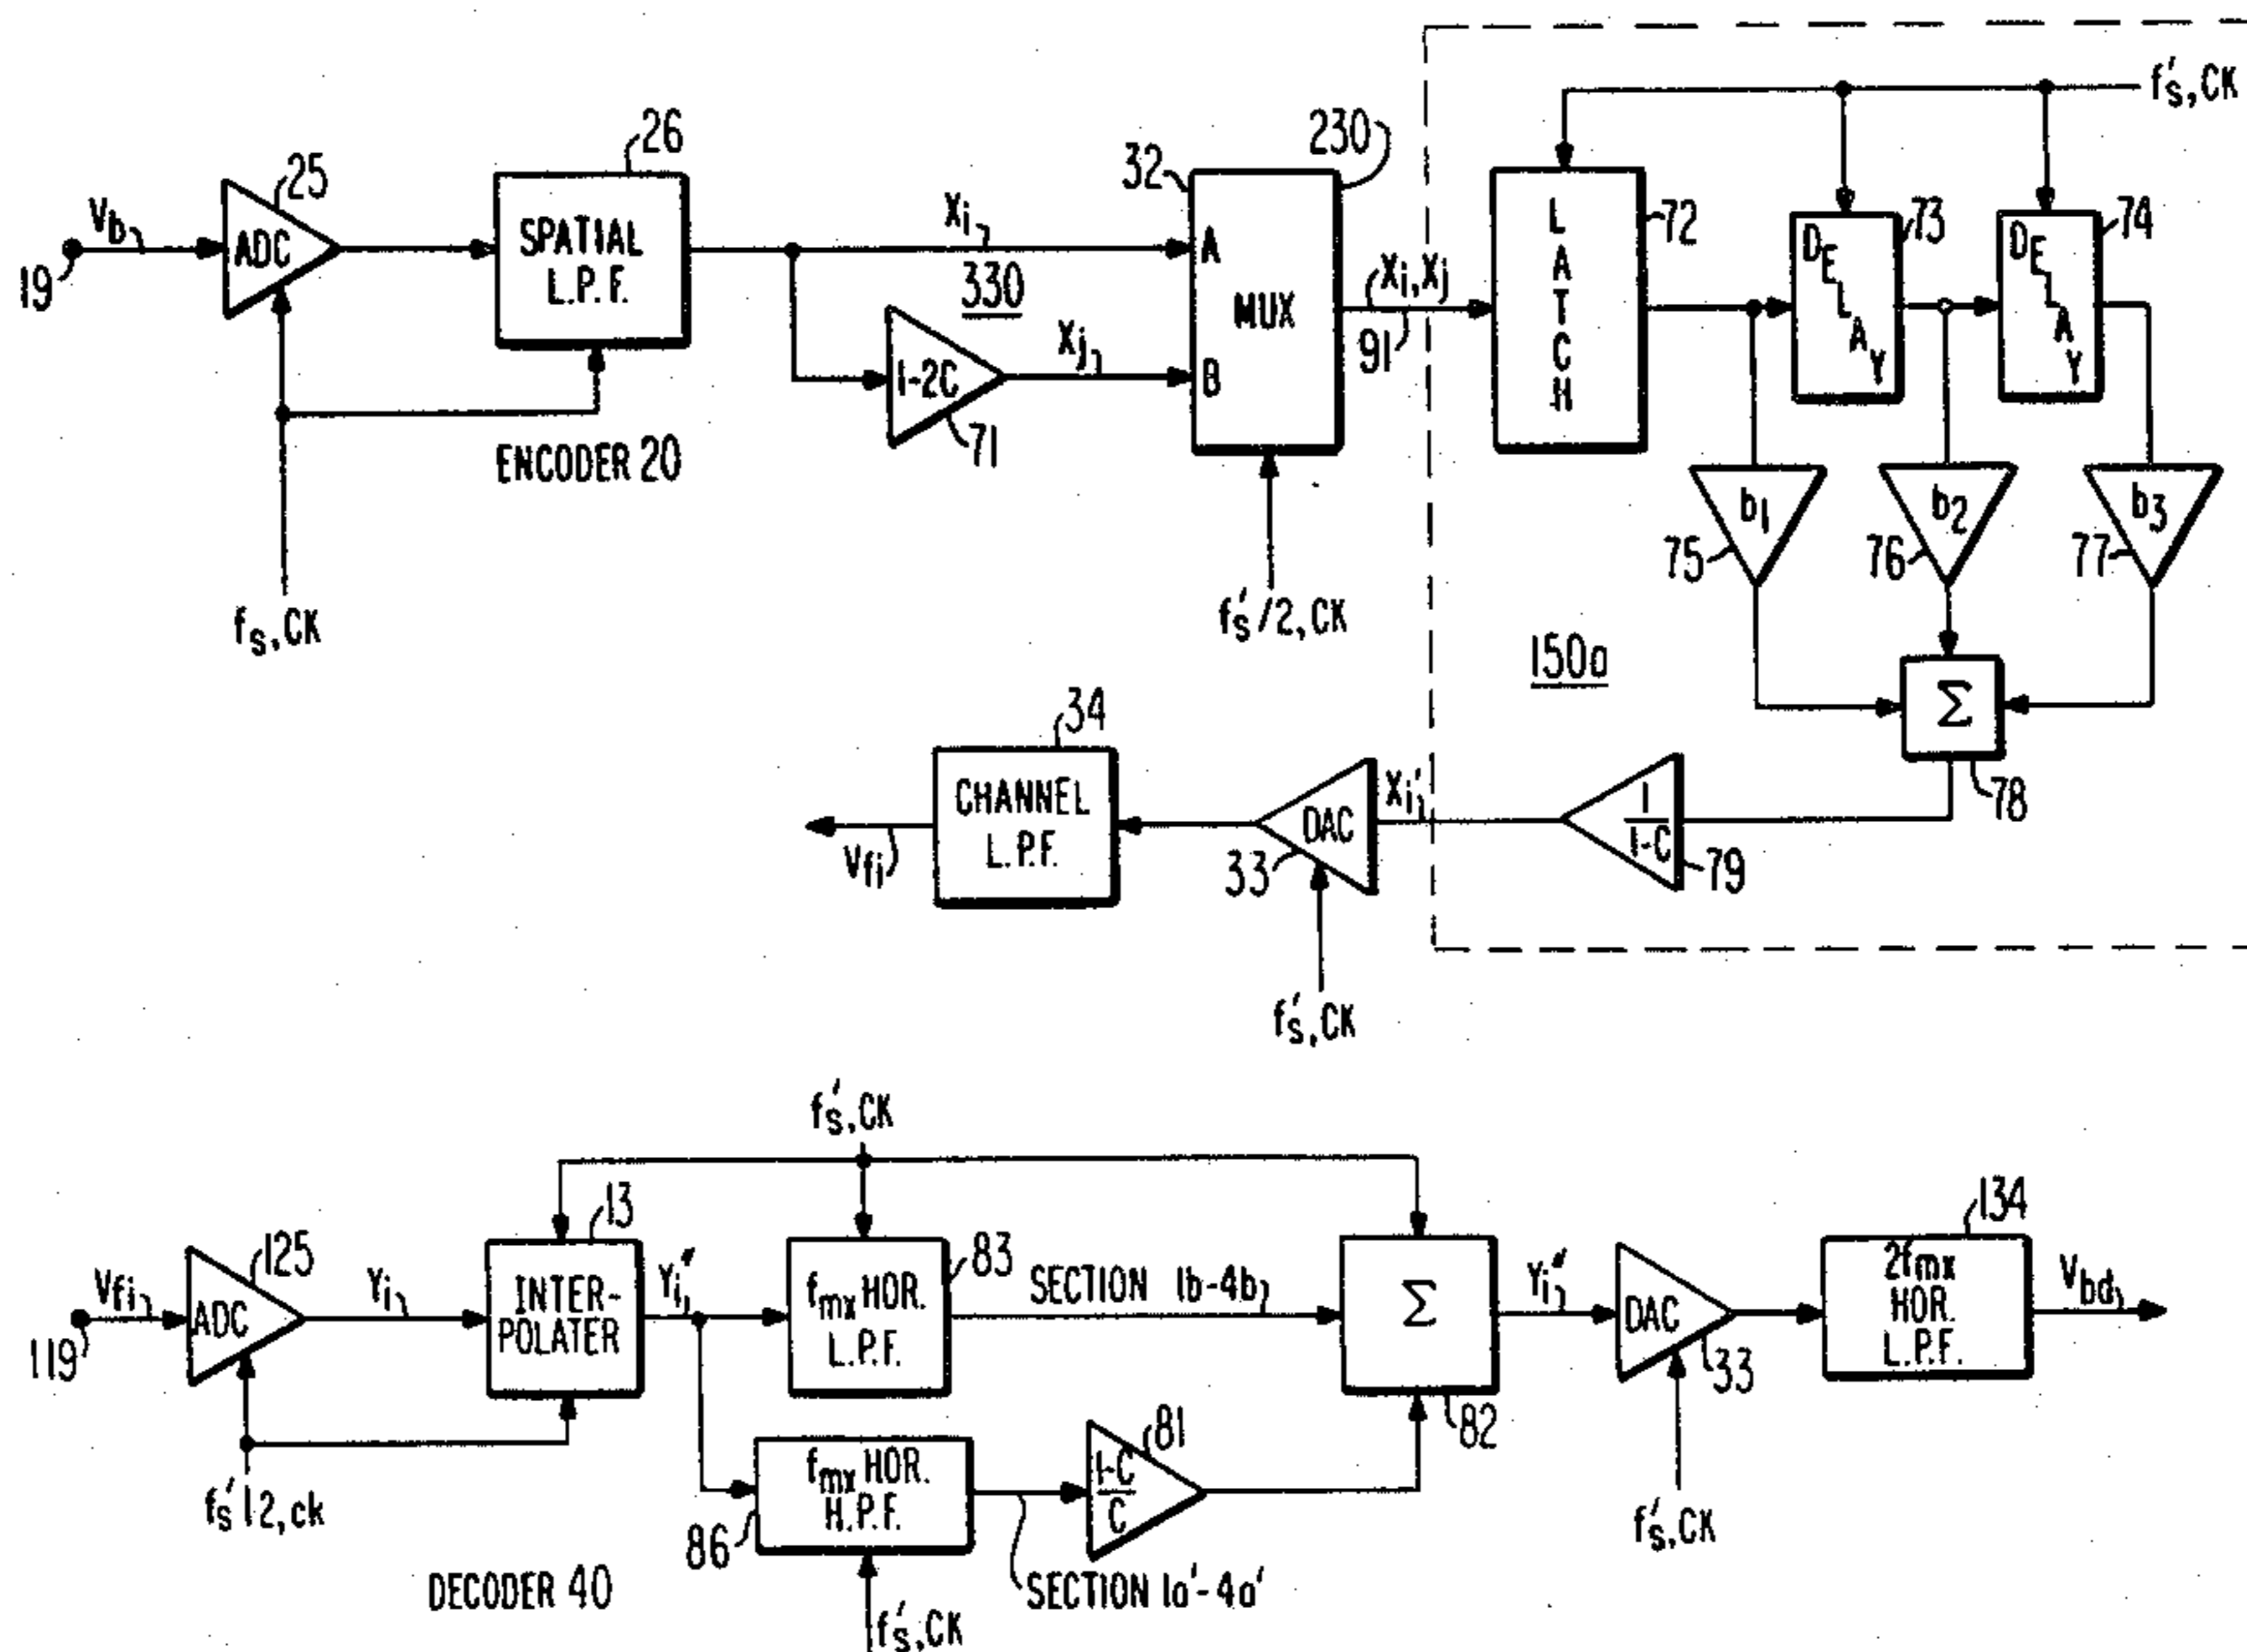 f's,CK
26
230
25
32
Vb
ADC
SPATIAL
L.P.F.
Xi
A
330
MUX
Xi,Xj
91
L
A
T
C
H
72
DELAY
73
DELAY
74
19
1-2C
Xj
B
71
ENCODER 20
fs,CK
f's/2,CK
b1
b2
b3
75
76
77
150a
Σ
78
34
CHANNEL
L.P.F.
Vfi
DAC
33
Xi'
1
1-C
79
f's,CK
f's,CK
13
83
134
125
Vfi
ADC
Yi
INTER-
POLATER
Yi"
fmx HOR.
L.P.F.
SECTION 1b-4b
Σ
Yi"
DAC
2fmx
HOR.
L.P.F.
Vbd
119
33
82
81
fmx HOR.
H.P.F.
1-C
C
86
f's12,ck
f's,CK
DECODER 40
SECTION 1a'-4a'
f's,CK